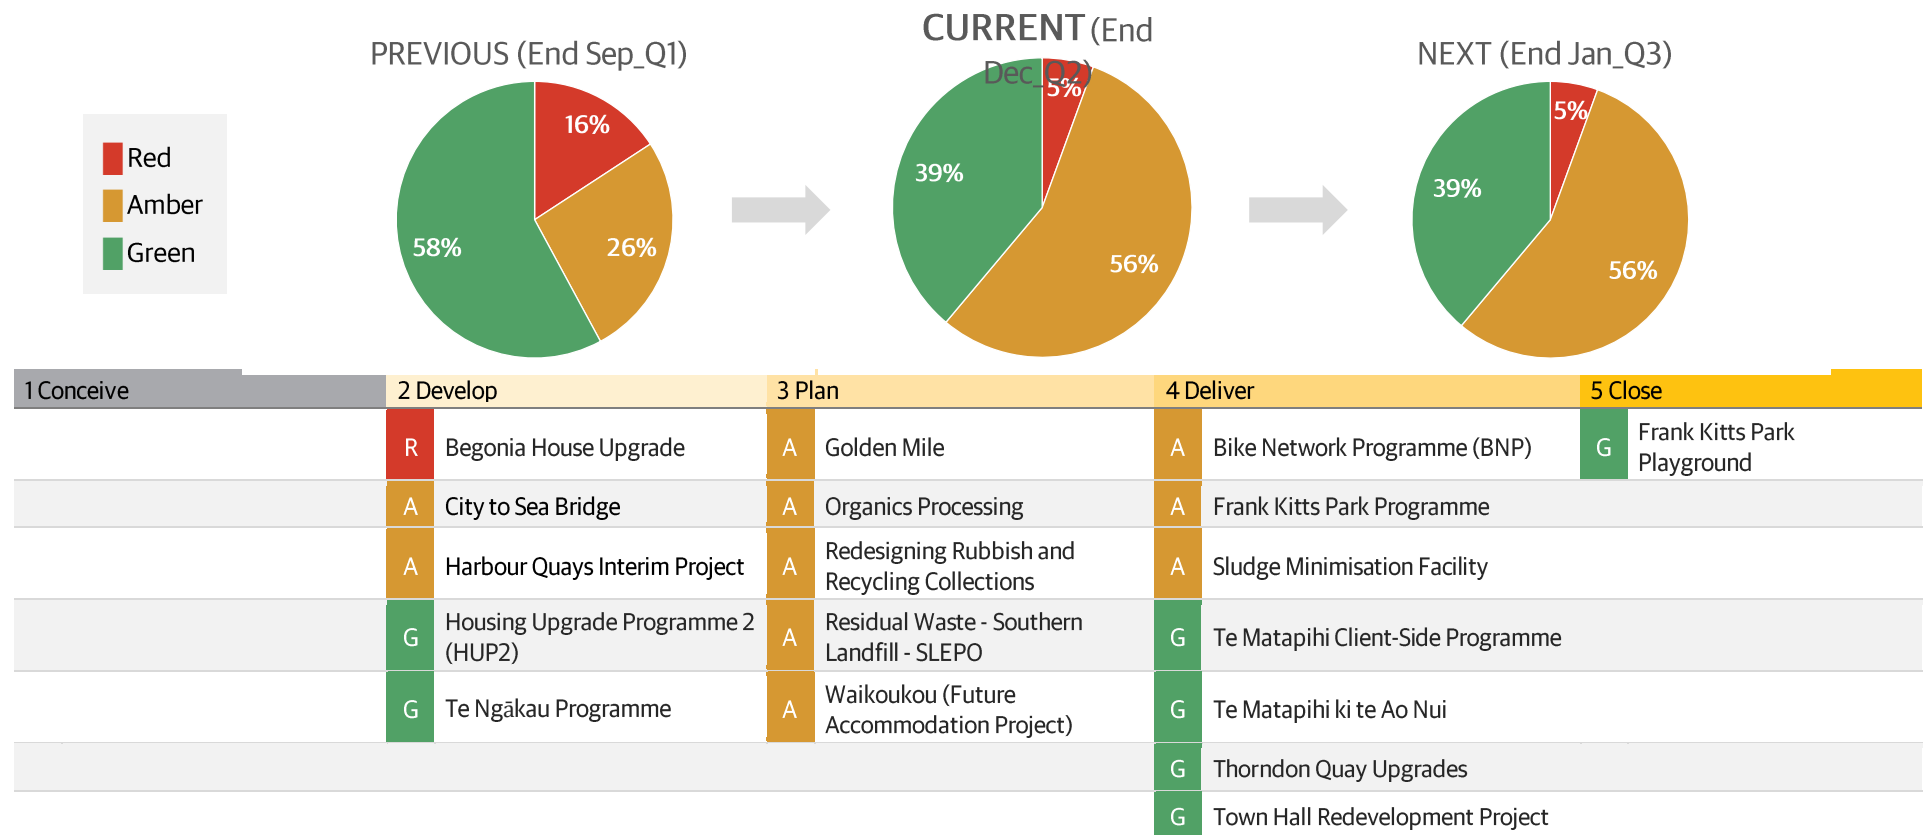 PREVIOUS (End Sep_Q1)
CURRENT (End
Dec_Q2)
NEXT (End Jan_Q3)
Red
Amber
Green
16%
26%
58%
5%
56%
39%
5%
56%
39%
1 Conceive
2 Develop
3 Plan
4 Deliver
5 Close
R
Begonia House Upgrade
A
Golden Mile
A
Bike Network Programme (BNP)
G
Frank Kitts Park
Playground
A
City to Sea Bridge
A
Organics Processing
A
Frank Kitts Park Programme
A
Harbour Quays Interim Project
A
Redesigning Rubbish and
Recycling Collections
A
Sludge Minimisation Facility
G
Housing Upgrade Programme 2
(HUP2)
A
Residual Waste - Southern
Landfill - SLEPO
G
Te Matapihi Client-Side Programme
G
Te Ngākau Programme
A
Waikoukou (Future
Accommodation Project)
G
Te Matapihi ki te Ao Nui
G
Thorndon Quay Upgrades
G
Town Hall Redevelopment Project